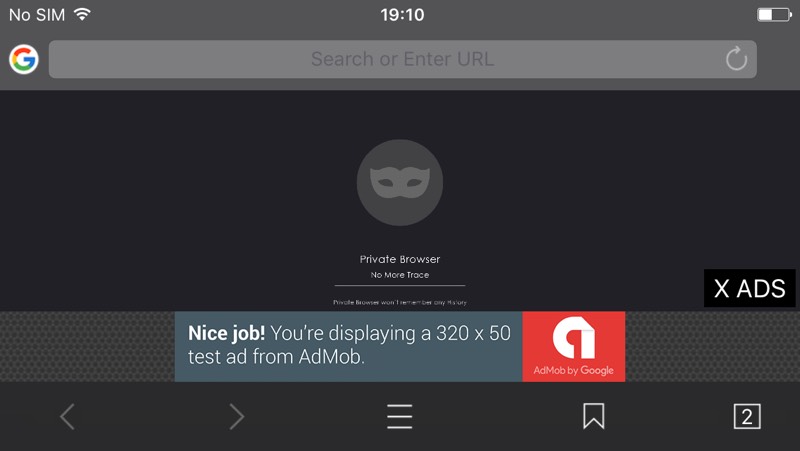 No SIM 19:10
Search or Enter URL
Private Browser
No More Trace
Private Browser won't remember any History
X ADS
Nice job! You're displaying a 320 x 50
test ad from AdMob.
AdMob by Google
2